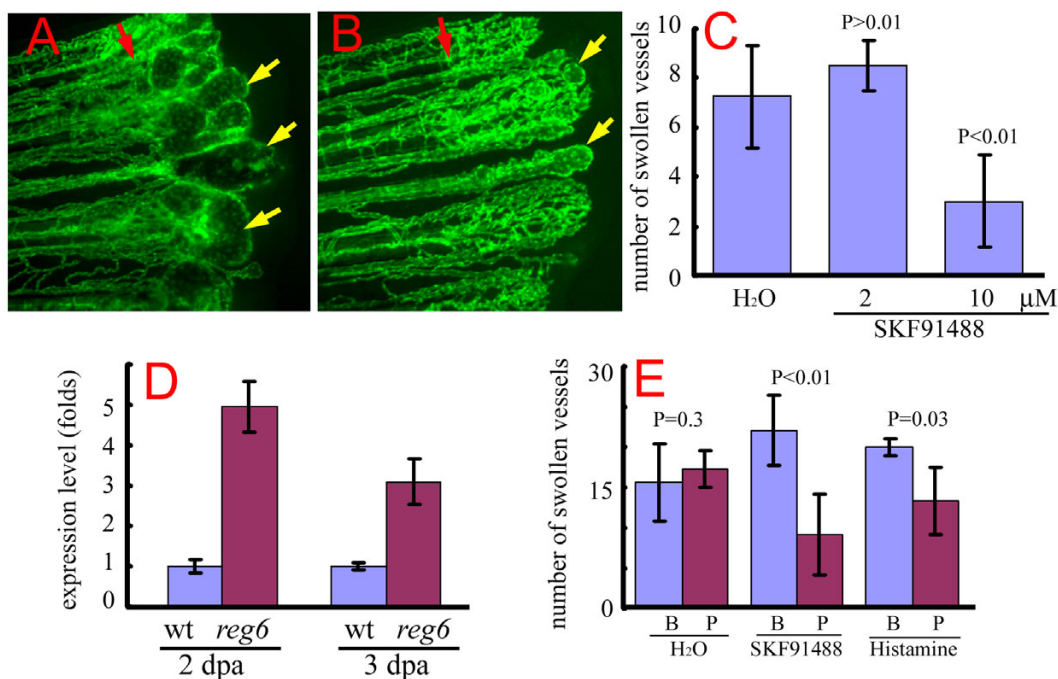 A
B
C
number of swollen vessels
10
8
6
4
2
0
P>0.01
P<0.01
P<0.01
H₂O
2
10
μM
SKF91488
D
expression level (folds)
5
4
3
2
1
0
wt reg6
wt reg6
2 dpa
3 dpa
E
number of swollen vessels
30
15
0
P=0.3
P<0.01
P=0.03
B P
B P
B P
H₂O
SKF91488
Histamine